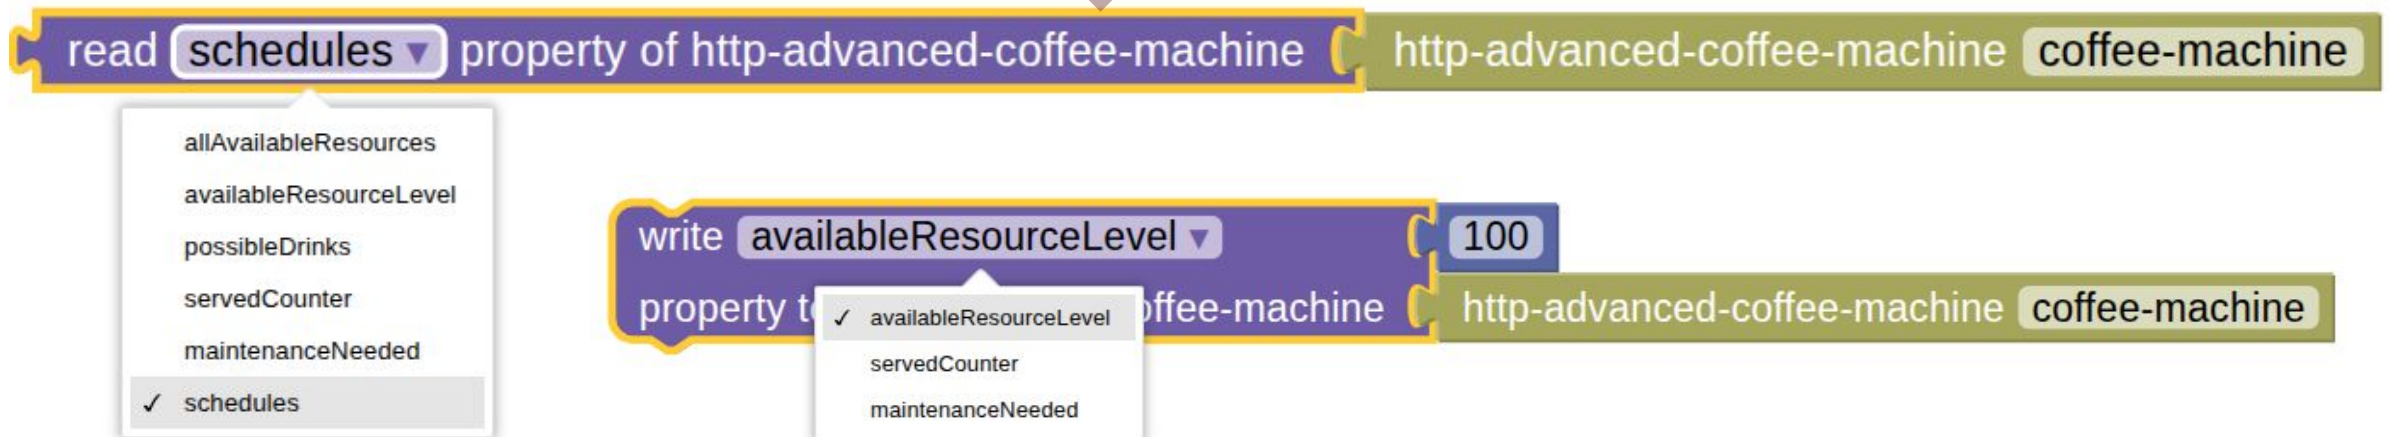 read schedules ▾ property of http-advanced-coffee-machine http-advanced-coffee-machine coffee-machine
allAvailableResources
availableResourceLevel
possibleDrinks
servedCounter
maintenanceNeeded
✓ schedules
write availableResourceLevel ▾ 100
property offee-machine http-advanced-coffee-machine coffee-machine
✓ availableResourceLevel
servedCounter
maintenanceNeeded